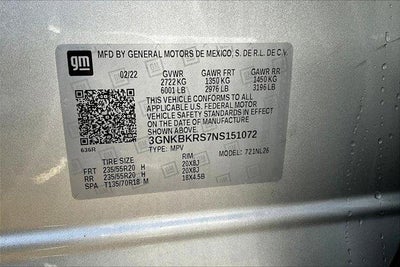 gm MFD BY GENERAL MOTORS DE MEXICO, S. DE R.L. DE C.V.
02/22 GVWR GAWR FRT GAWR RR
2722 KG 1350 KG 1450 KG
6001 LB 2976 LB 3196 LB
THIS VEHICLE CONFORMS TO ALL
APPLICABLE U.S. FEDERAL MOTOR
VEHICLE SAFETY STANDARDS IN
EFFECT ON THE DATE OF
MANUFACTURE SHOWN ABOVE.
3GNKBKRS7NS151072
636R TYPE: MPV MODEL: 721NL26
TIRE SIZE RIM
FRT 235/55R20 H 20X8J
RR 235/55R20 H 20X8J
SPA T135/70R18 M 18X4.5B